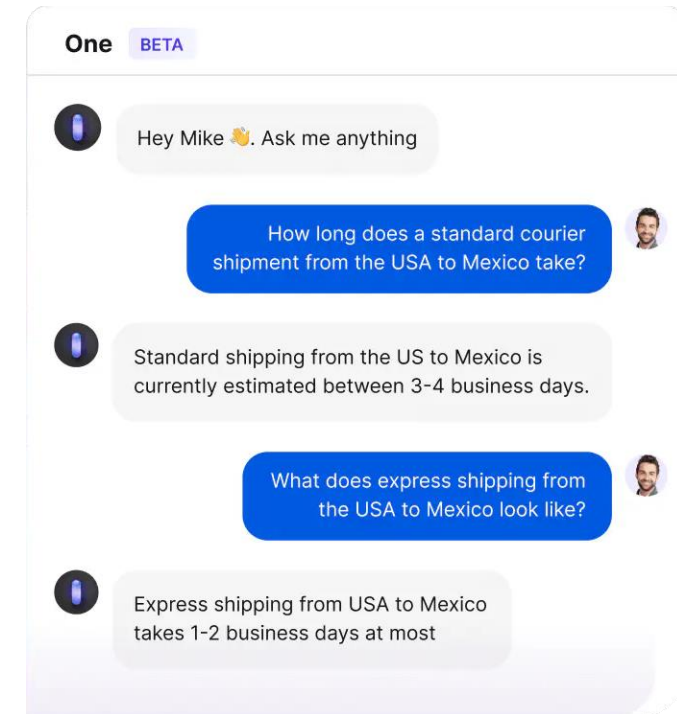 One BETA
Hey Mike 👋. Ask me anything
How long does a standard courier
shipment from the USA to Mexico take?
Standard shipping from the US to Mexico is
currently estimated between 3-4 business days.
What does express shipping from
the USA to Mexico look like?
Express shipping from USA to Mexico
takes 1-2 business days at most